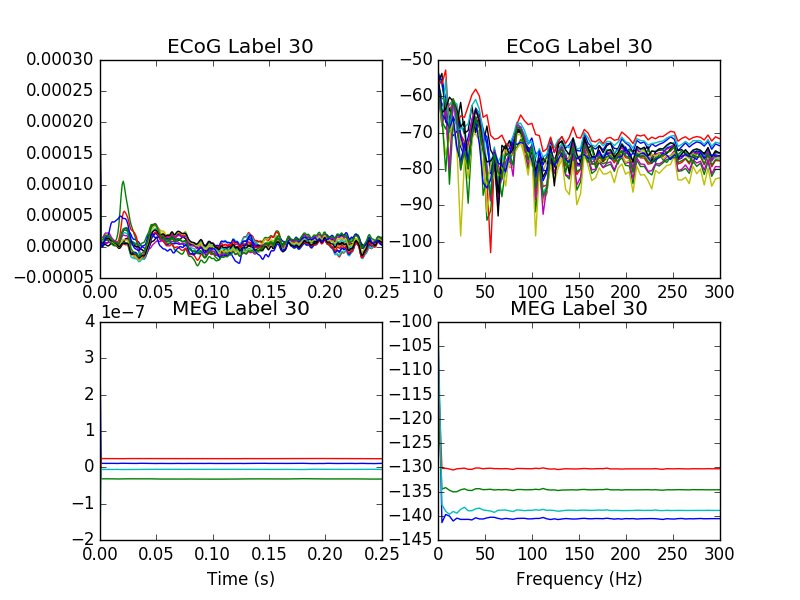 ECoG Label 30
0.00030
0.00025
0.00020
0.00015
0.00010
0.00005
0.00000
−0.00005
0.00 0.05 0.10 0.15 0.20 0.25
ECoG Label 30
−50
−60
−70
−80
−90
−100
−110
0 50 100 150 200 250 300
1e−7
MEG Label 30
4
3
2
1
0
−1
−2
0.00 0.05 0.10 0.15 0.20 0.25
Time (s)
MEG Label 30
−100
−105
−110
−115
−120
−125
−130
−135
−140
−145
0 50 100 150 200 250 300
Frequency (Hz)